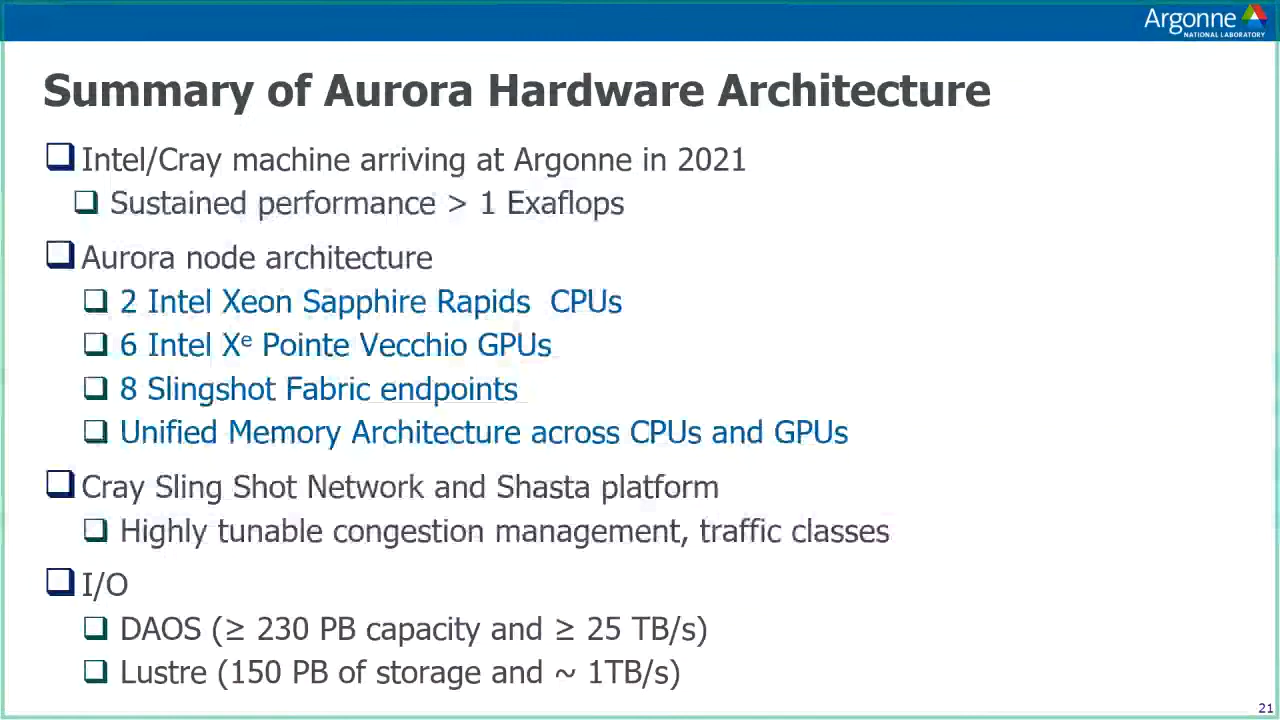 Argonne
NATIONAL LABORATORY
Summary of Aurora Hardware Architecture
Intel/Cray machine arriving at Argonne in 2021
Sustained performance > 1 Exaflops
Aurora node architecture
2 Intel Xeon Sapphire Rapids CPUs
6 Intel Xᵉ Pointe Vecchio GPUs
8 Slingshot Fabric endpoints
Unified Memory Architecture across CPUs and GPUs
Cray Sling Shot Network and Shasta platform
Highly tunable congestion management, traffic classes
I/O
DAOS (≥ 230 PB capacity and ≥ 25 TB/s)
Lustre (150 PB of storage and ~ 1TB/s)
21